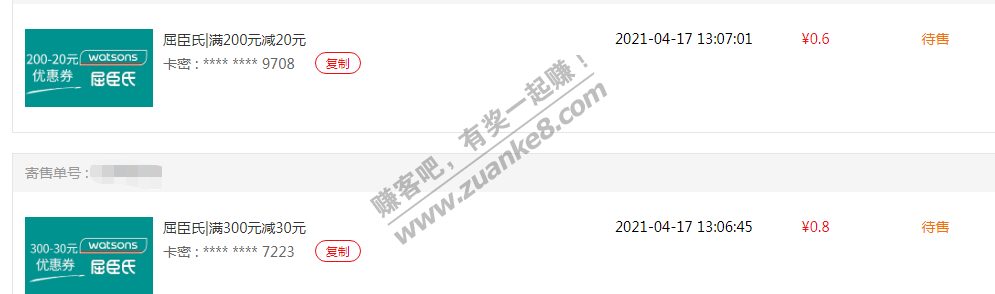 200-20元 watsons
优惠券 屈臣氏
屈臣氏|满200元减20元
卡密 : **** **** 9708 复制
2021-04-17 13:07:01
¥0.6
待售
赚客吧，有奖一起赚！
www.zuanke8.com
寄售单号 :
300-30元 watsons
优惠券 屈臣氏
屈臣氏|满300元减30元
卡密 : **** **** 7223 复制
2021-04-17 13:06:45
¥0.8
待售